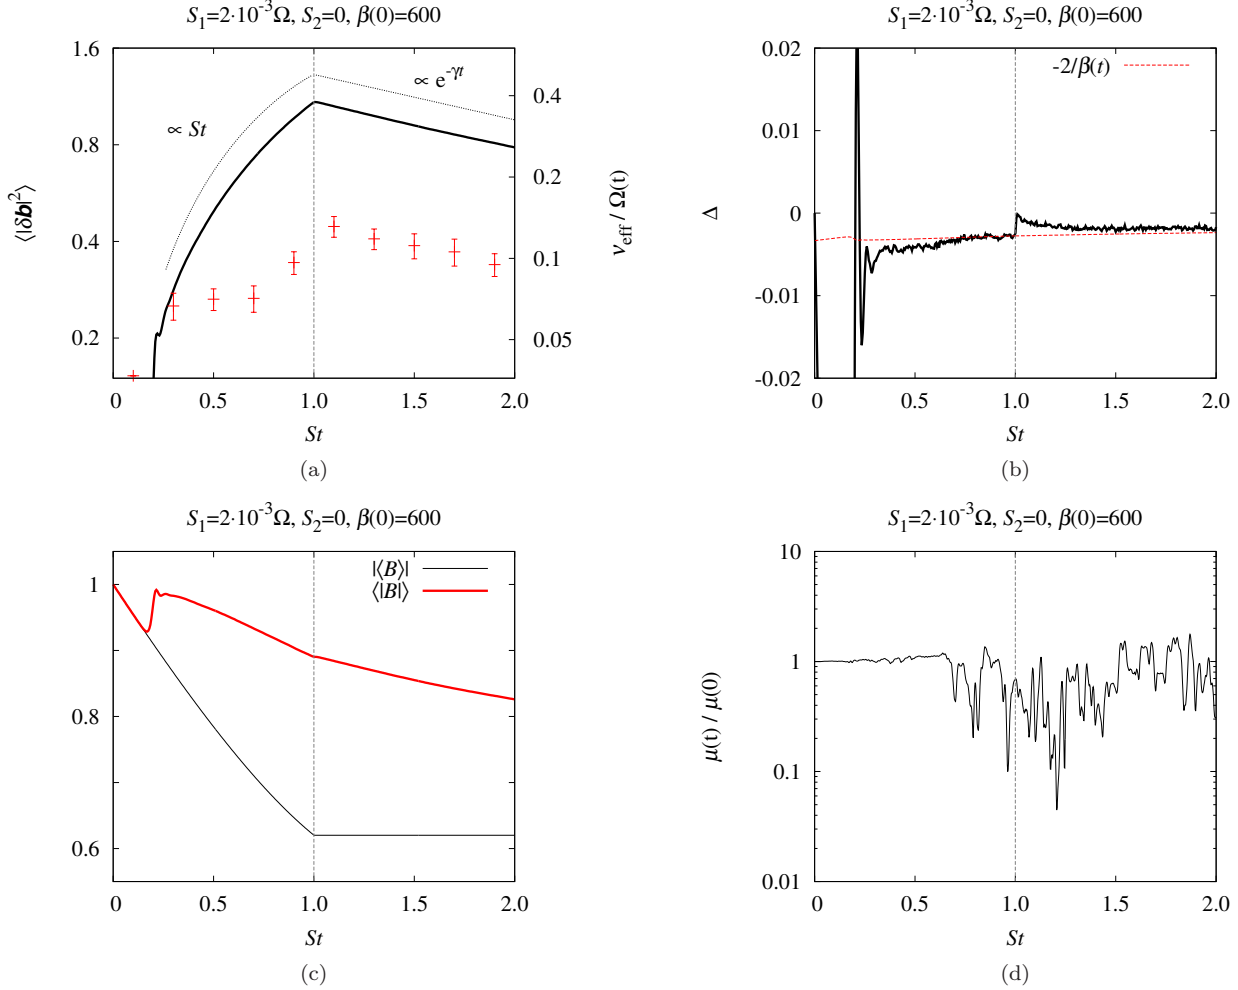 S₁=2·10⁻³Ω, S₂=0, β(0)=600
1.6
0.8
0.4
0.2
⟨|δb|²⟩
∝ St
∝ e^-γt
0.4
0.2
0.1
0.05
ν_eff / Ω(t)
0 0.5 1.0 1.5 2.0
St
(a)
S₁=2·10⁻³Ω, S₂=0, β(0)=600
0.02
0.01
0
-0.01
-0.02
Δ
-2/β(t)
0 0.5 1.0 1.5 2.0
St
(b)
S₁=2·10⁻³Ω, S₂=0, β(0)=600
1
0.8
0.6
|⟨B⟩|
⟨|B|⟩
0 0.5 1.0 1.5 2.0
St
(c)
S₁=2·10⁻³Ω, S₂=0, β(0)=600
10
1
0.1
0.01
μ(t) / μ(0)
0 0.5 1.0 1.5 2.0
St
(d)